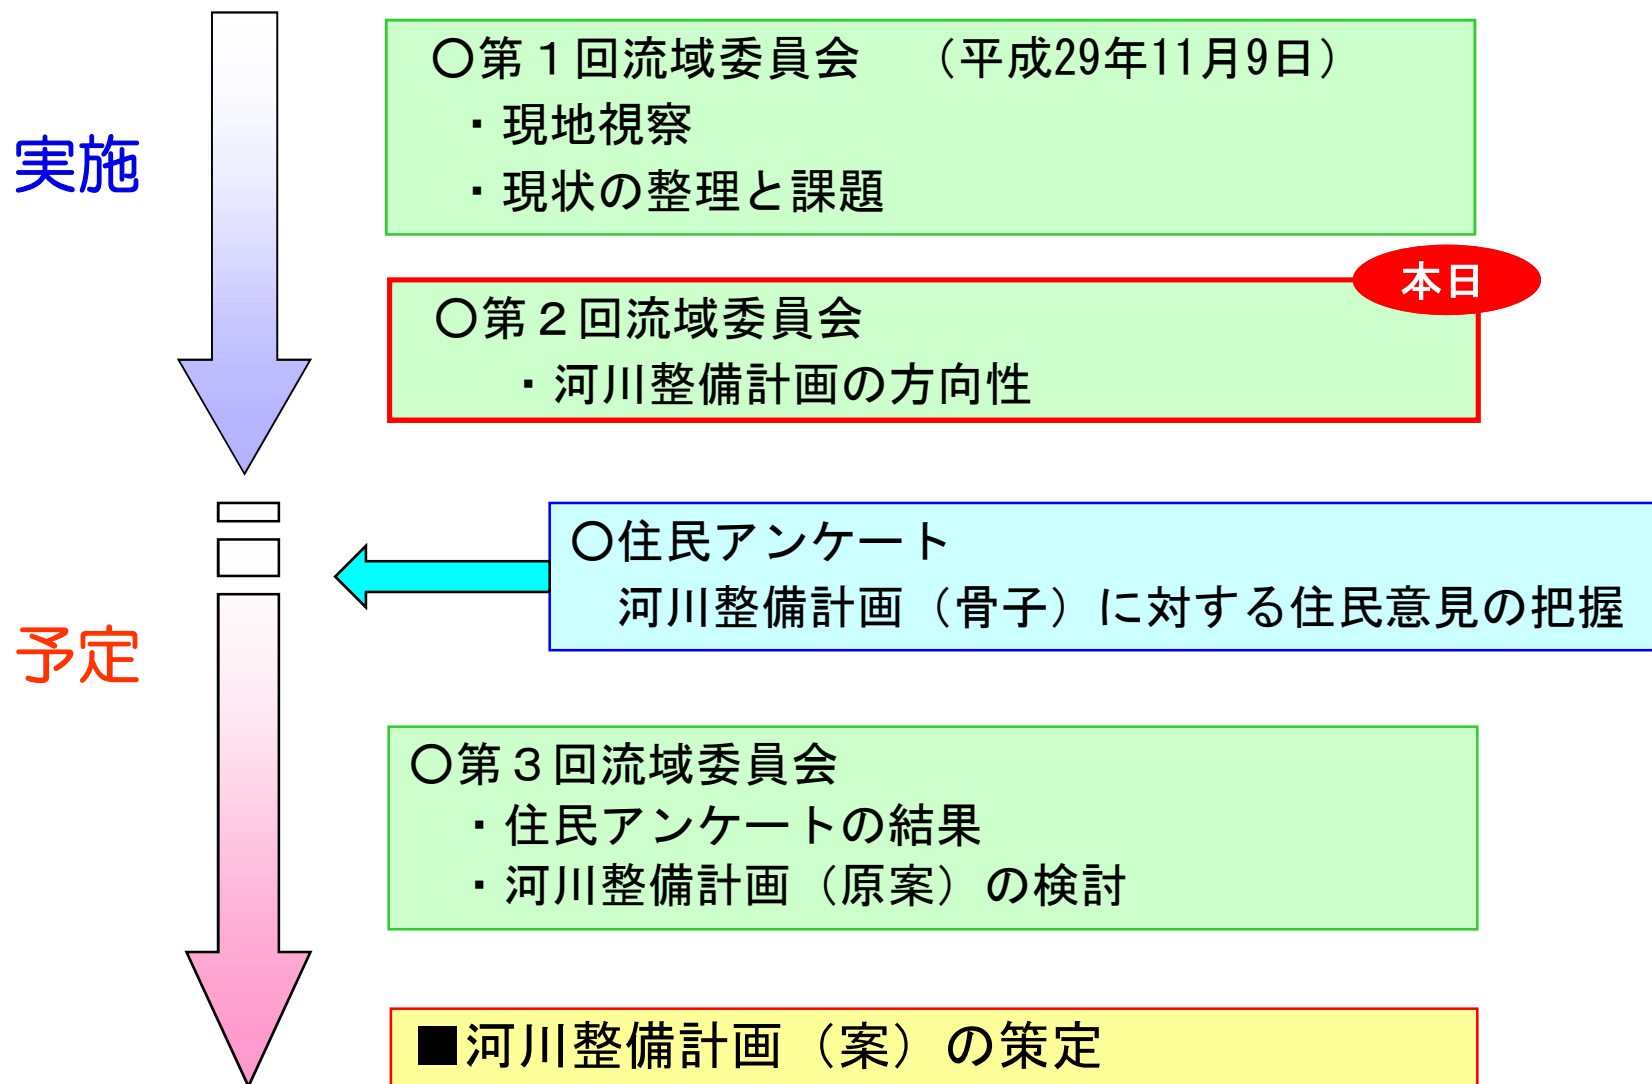 〇第１回流域委員会　（平成29年11月9日）
・現地視察
・現状の整理と課題
実施
本日
〇第２回流域委員会
・河川整備計画の方向性
〇住民アンケート
河川整備計画（骨子）に対する住民意見の把握
予定
〇第３回流域委員会
・住民アンケートの結果
・河川整備計画（原案）の検討
■河川整備計画（案）の策定